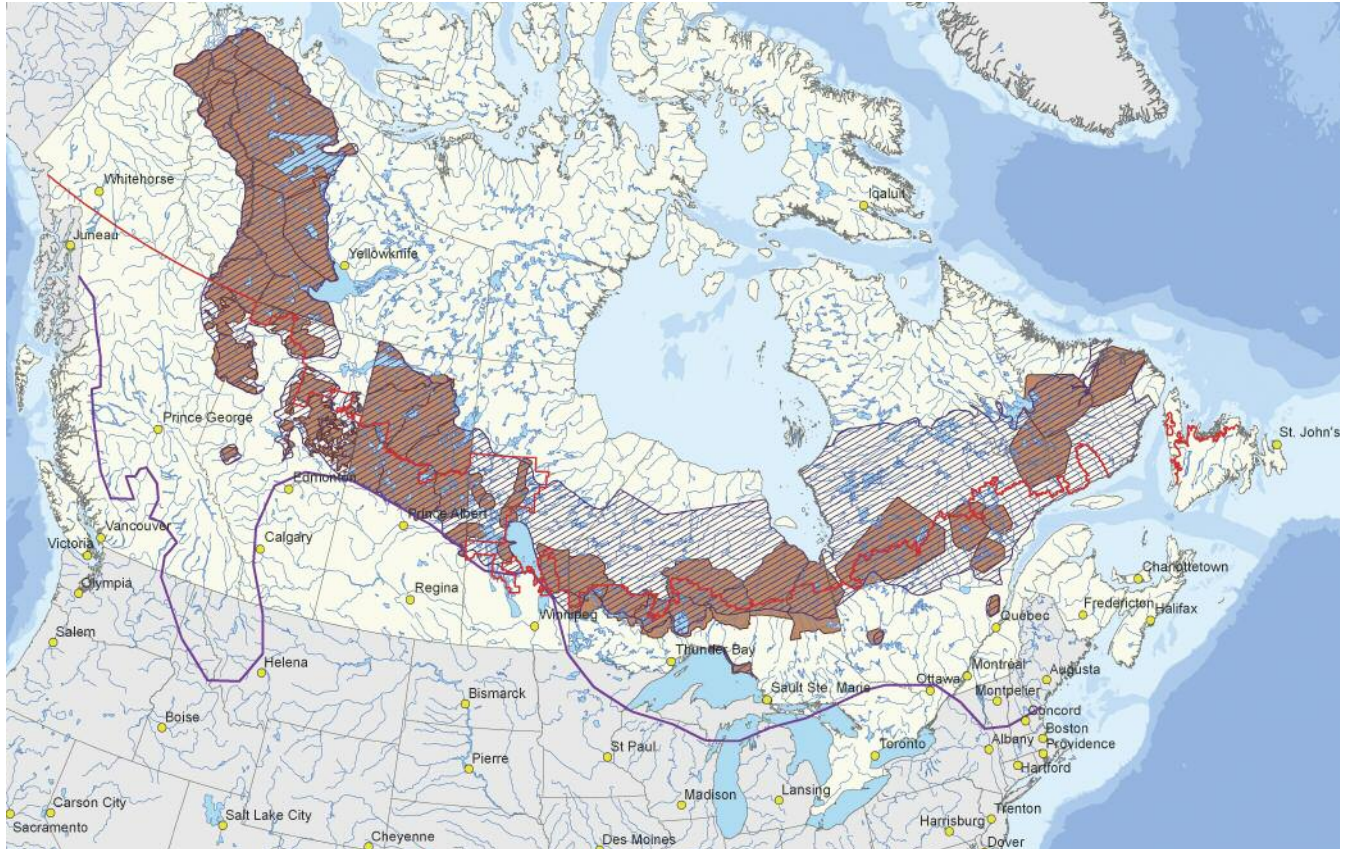 Whitehorse
Iqaluit
Juneau
Yellowknife
Prince George
St. John's
Edmonton
Prince Albert
Vancouver
Calgary
Victoria
Charlottetown
Olympia
Regina
Fredericton
Halifax
Winnipeg
Québec
Salem
Thunder Bay
Montréal
Augusta
Helena
Ottawa
Montpelier
Sault Ste. Marie
Bismarck
Concord
Boise
Boston
St Paul
Albany
Providence
Toronto
Pierre
Hartford
Madison
Lansing
Carson City
Trenton
Salt Lake City
Sacramento
Harrisburg
Cheyenne
Des Moines
Dover